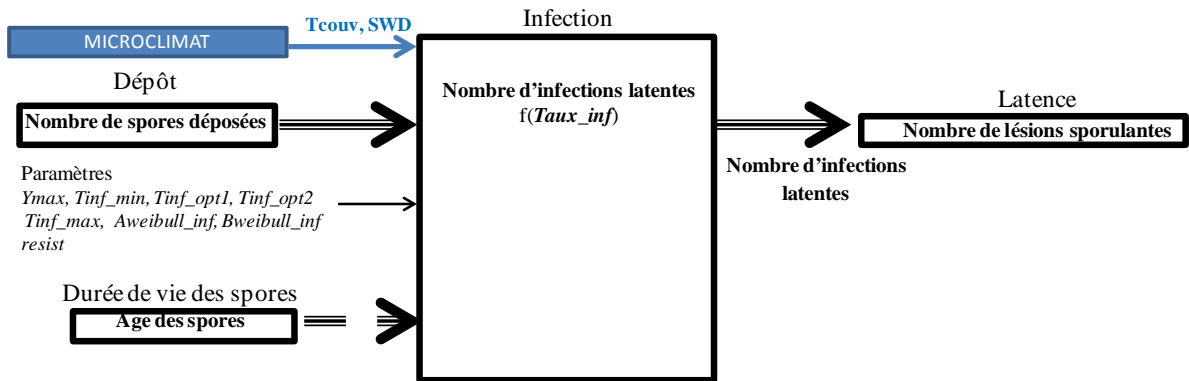 Infection
Tcouv, SWD
MICROCLIMAT
Dépôt
Nombre de spores déposées
Nombre d'infections latentes
f(Taux_inf)
Latence
Nombre de lésions sporulantes
Nombre d'infections
latentes
Paramètres
Ymax, Tinf_min, Tinf_opt1, Tinf_opt2
Tinf_max, Aweibull_inf, Bweibull_inf
resist
Durée de vie des spores
Age des spores